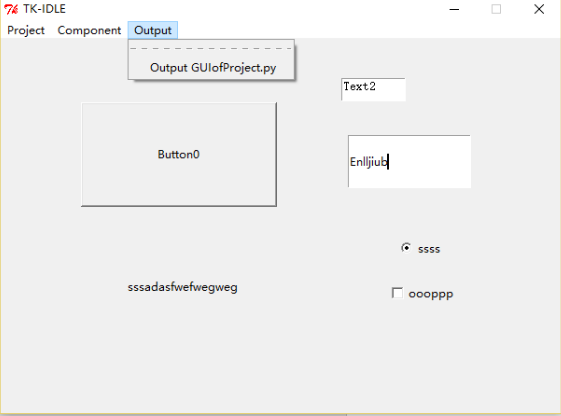 TK-IDLE
Project Component Output
Output GUIofProject.py
Text2
Button0
Enlljiub
ssss
sssadasfwefwegweg
oooppp